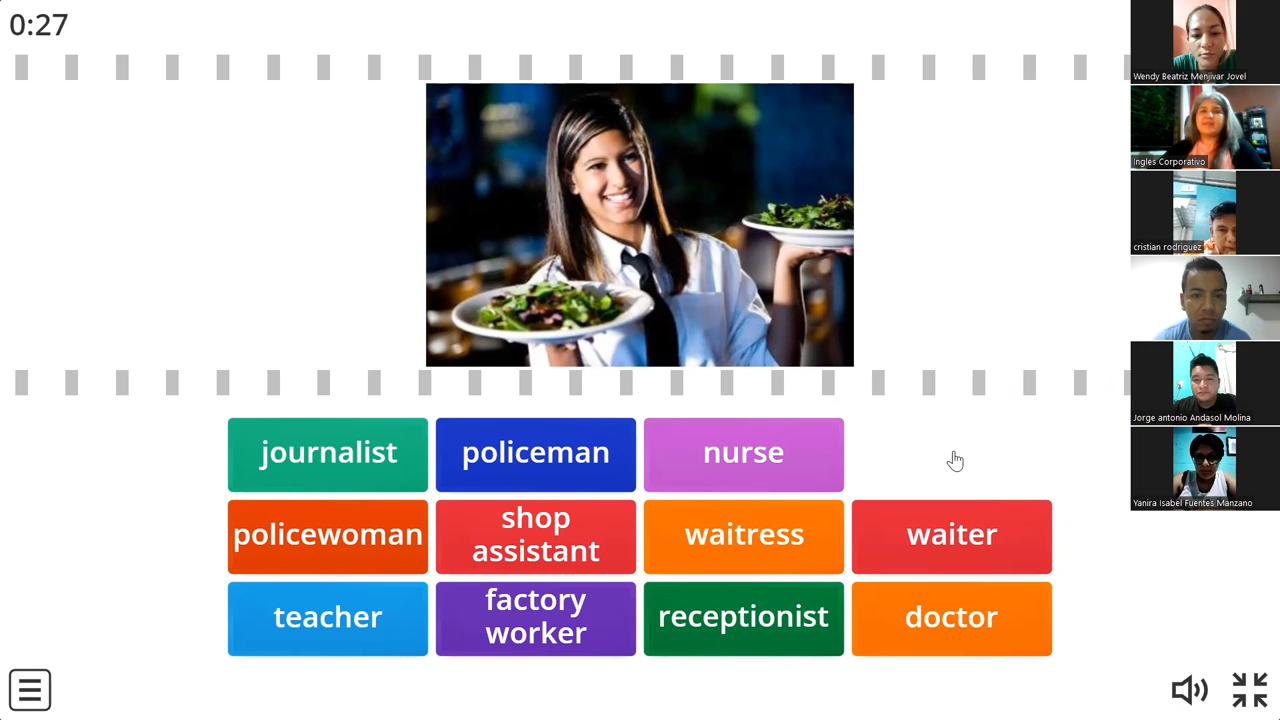 0:27
Wendy Beatriz Menjivar Jovel
Ingles Corporativo
cristian rodriguez
Jorge antonio Andasol Molina
Yanira Isabel Fuentes Manzano
journalist
policeman
nurse
policewoman
shop
assistant
waitress
waiter
teacher
factory
worker
receptionist
doctor